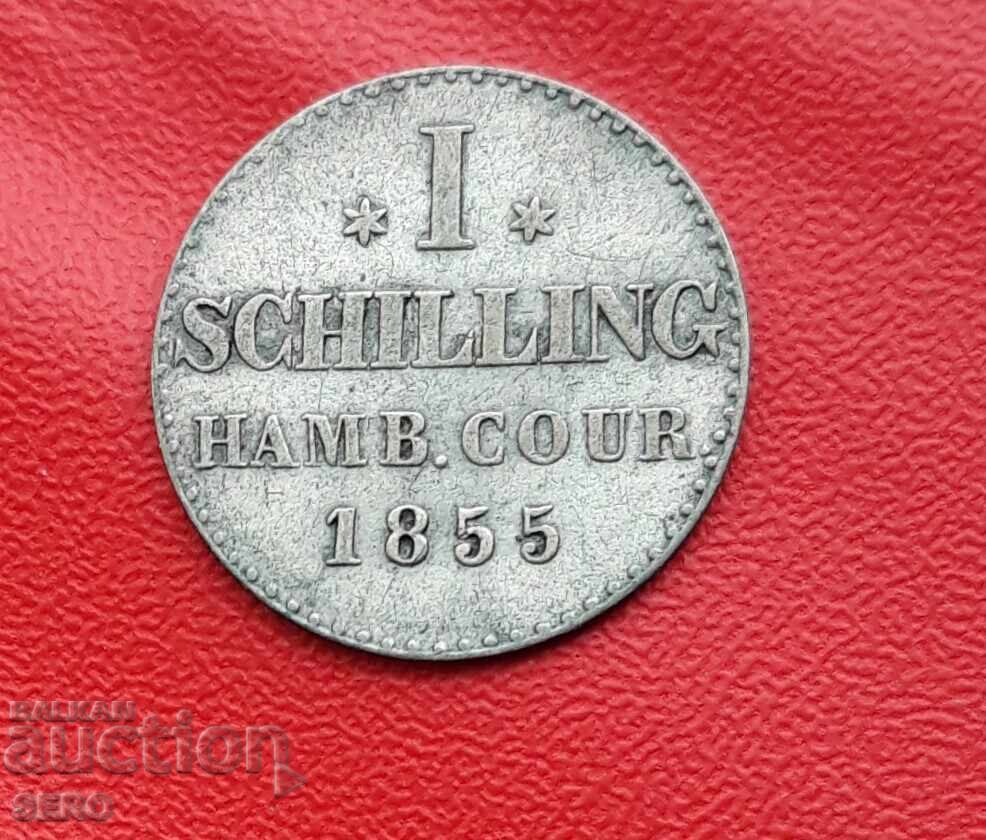 * I *
SCHILLING
HAMB. COUR.
1855
BALKAN
auction
SERO